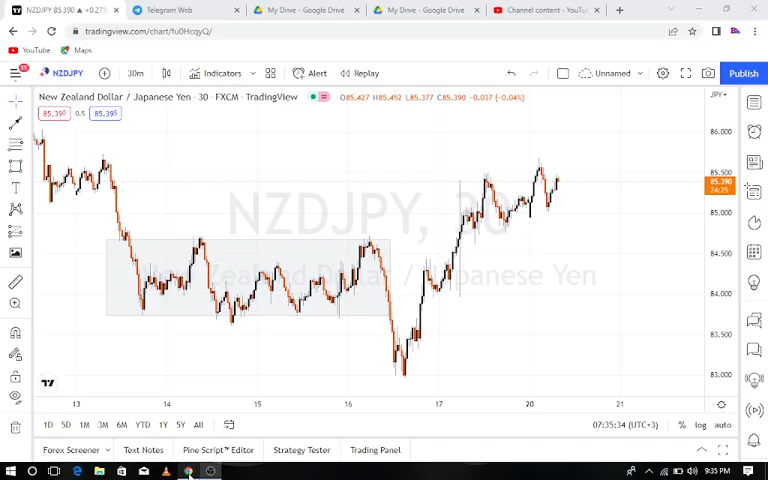 NZDJPY 85.390 ▲ +0.27%
Telegram Web
My Drive - Google Drive
My Drive - Google Drive
Channel content - YouTub
tradingview.com/chart/fu0HcqyQ/
YouTube
Maps
11
NZDJPY
30m
Indicators
Alert
Replay
Unnamed
Publish
New Zealand Dollar / Japanese Yen · 30 · FXCM · TradingView
O85.427 H85.452 L85.377 C85.390 -0.037 (-0.04%)
JPY
85.390
0.5
85.395
NZDJPY, 30
New Zealand Dollar / Japanese Yen
86.000
85.500
85.390
24:25
85.000
84.500
84.000
83.500
83.000
13
14
15
16
17
20
21
1D
5D
1M
3M
6M
YTD
1Y
5Y
All
07:35:34 (UTC+3)
%
log
auto
Forex Screener
Text Notes
Pine Script™ Editor
Strategy Tester
Trading Panel
9:35 PM